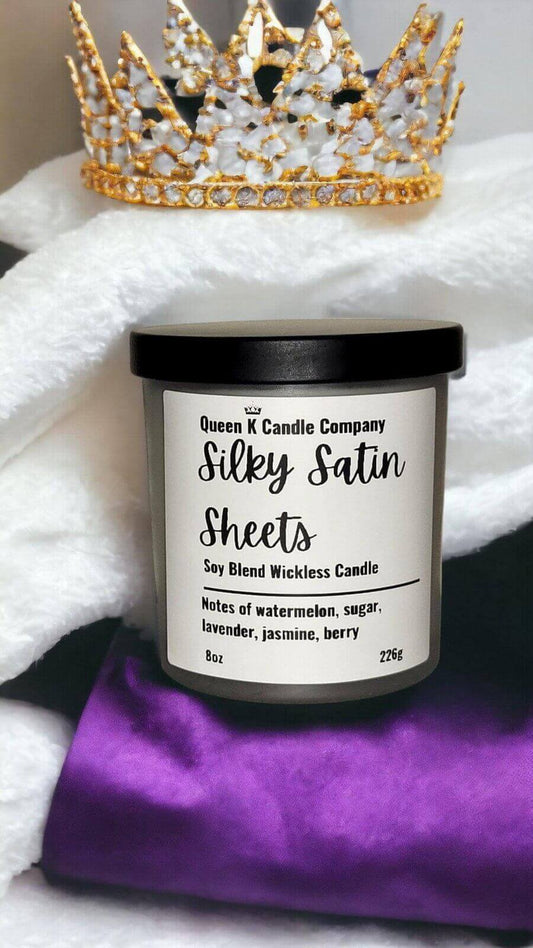 Queen K Candle Company
Silky Satin
Sheets
Soy Blend Wickless Candle
Notes of watermelon, sugar,
lavender, jasmine, berry
8oz 226g